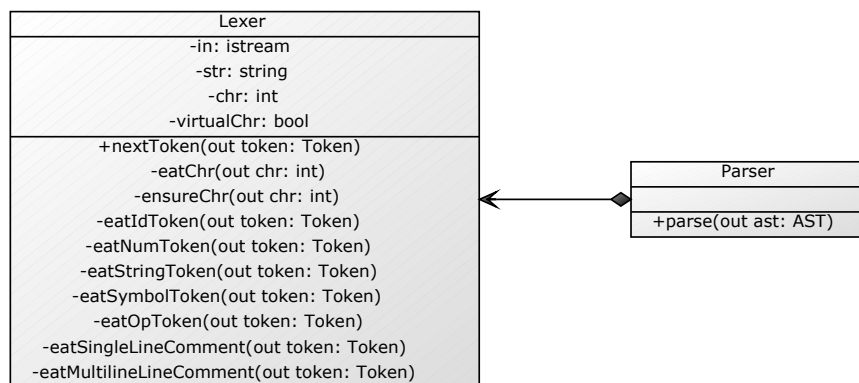 Lexer
-in: istream
-str: string
-chr: int
-virtualChr: bool
+nextToken(out token: Token)
-eatChr(out chr: int)
-ensureChr(out chr: int)
-eatIdToken(out token: Token)
-eatNumToken(out token: Token)
-eatStringToken(out token: Token)
-eatSymbolToken(out token: Token)
-eatOpToken(out token: Token)
-eatSingleLineComment(out token: Token)
-eatMultilineLineComment(out token: Token)
Parser
+parse(out ast: AST)